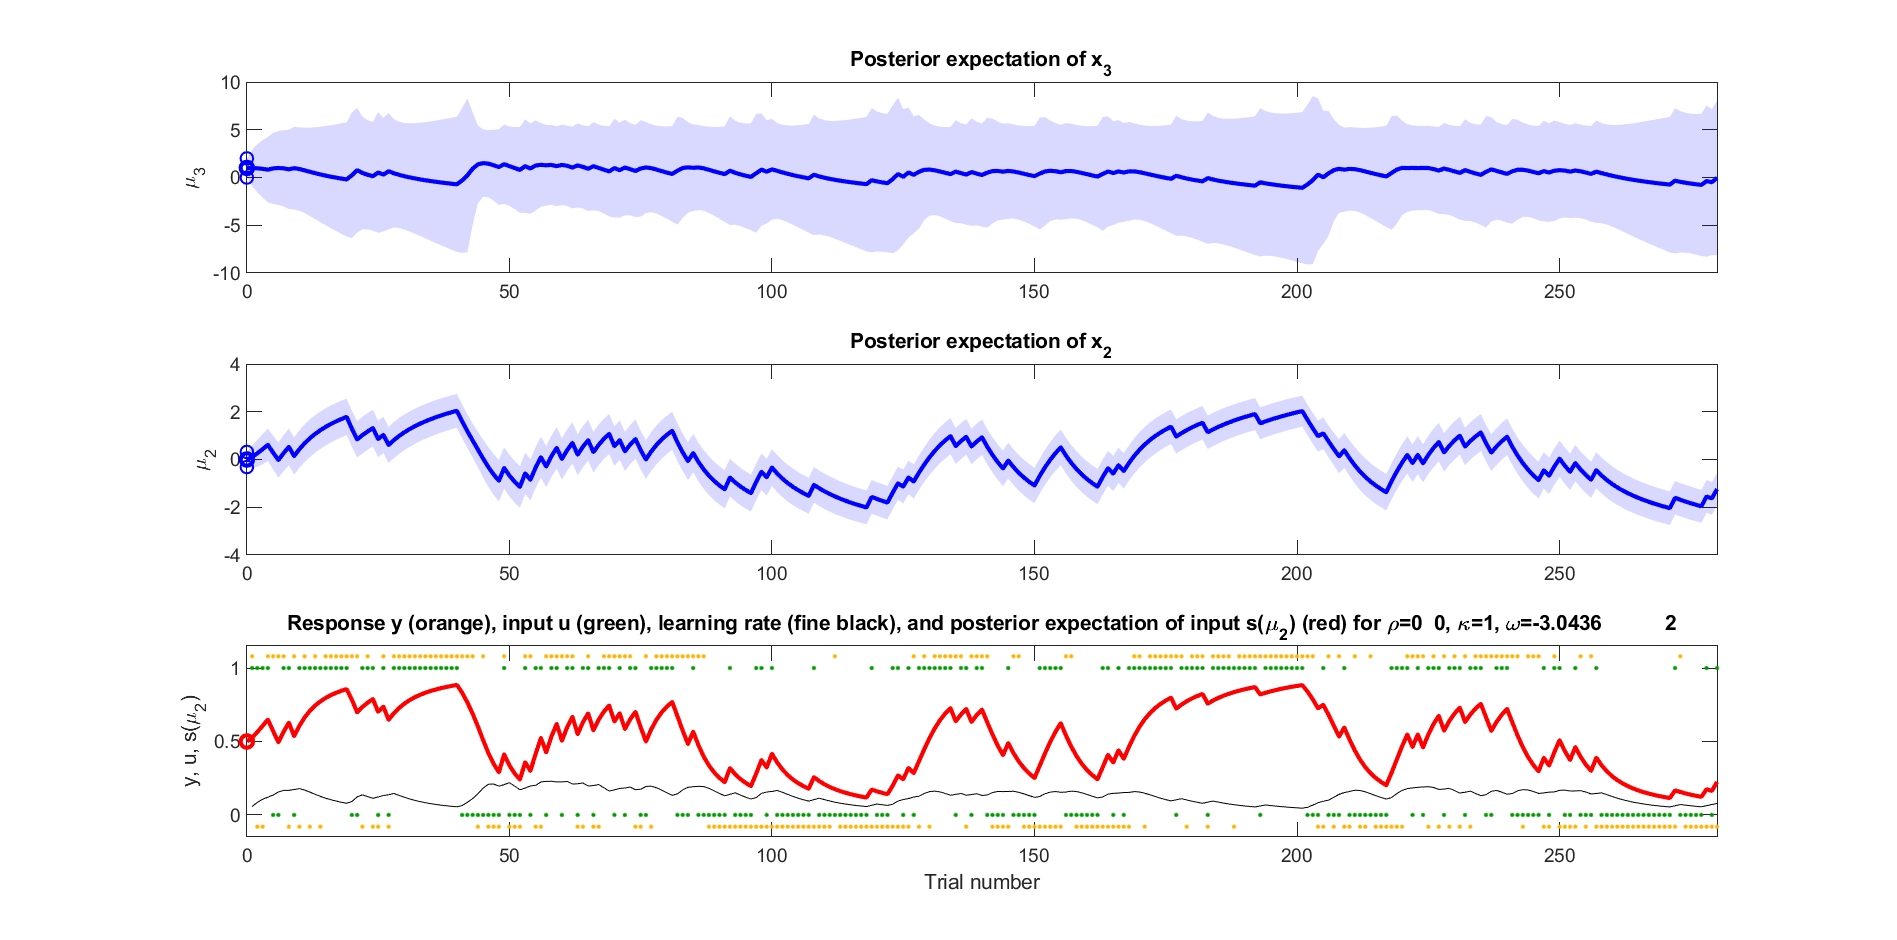 Posterior expectation of x3
10
5
0
-5
-10
μ3
0 50 100 150 200 250
Posterior expectation of x2
4
2
0
-2
-4
μ2
0 50 100 150 200 250
Response y (orange), input u (green), learning rate (fine black), and posterior expectation of input s(μ2) (red) for ρ=0 0, κ=1, ω=-3.0436 2
1
0.5
0
y, u, s(μ2)
0 50 100 150 200 250
Trial number